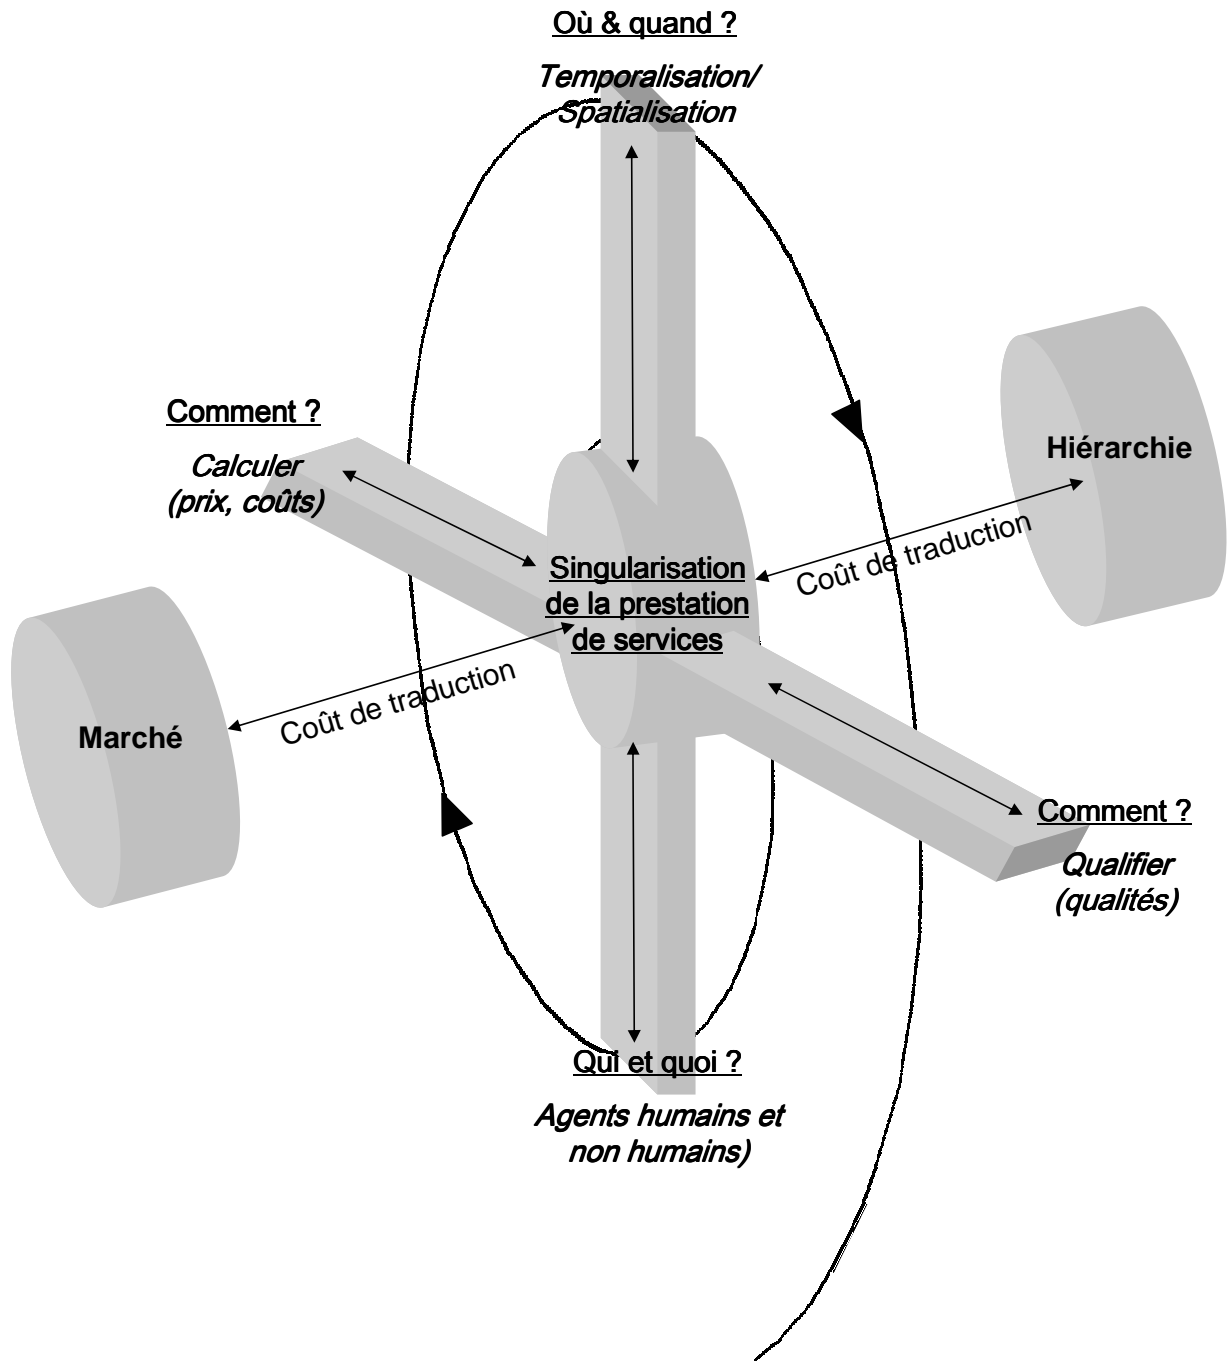 Où & quand ?
Temporalisation/
Spatialisation
Comment ?
Calculer
(prix, coûts)
Hiérarchie
Coût de traduction
Singularisation
de la prestation
de services
Coût de traduction
Marché
Comment ?
Qualifier
(qualités)
Qui et quoi ?
Agents humains et
non humains)